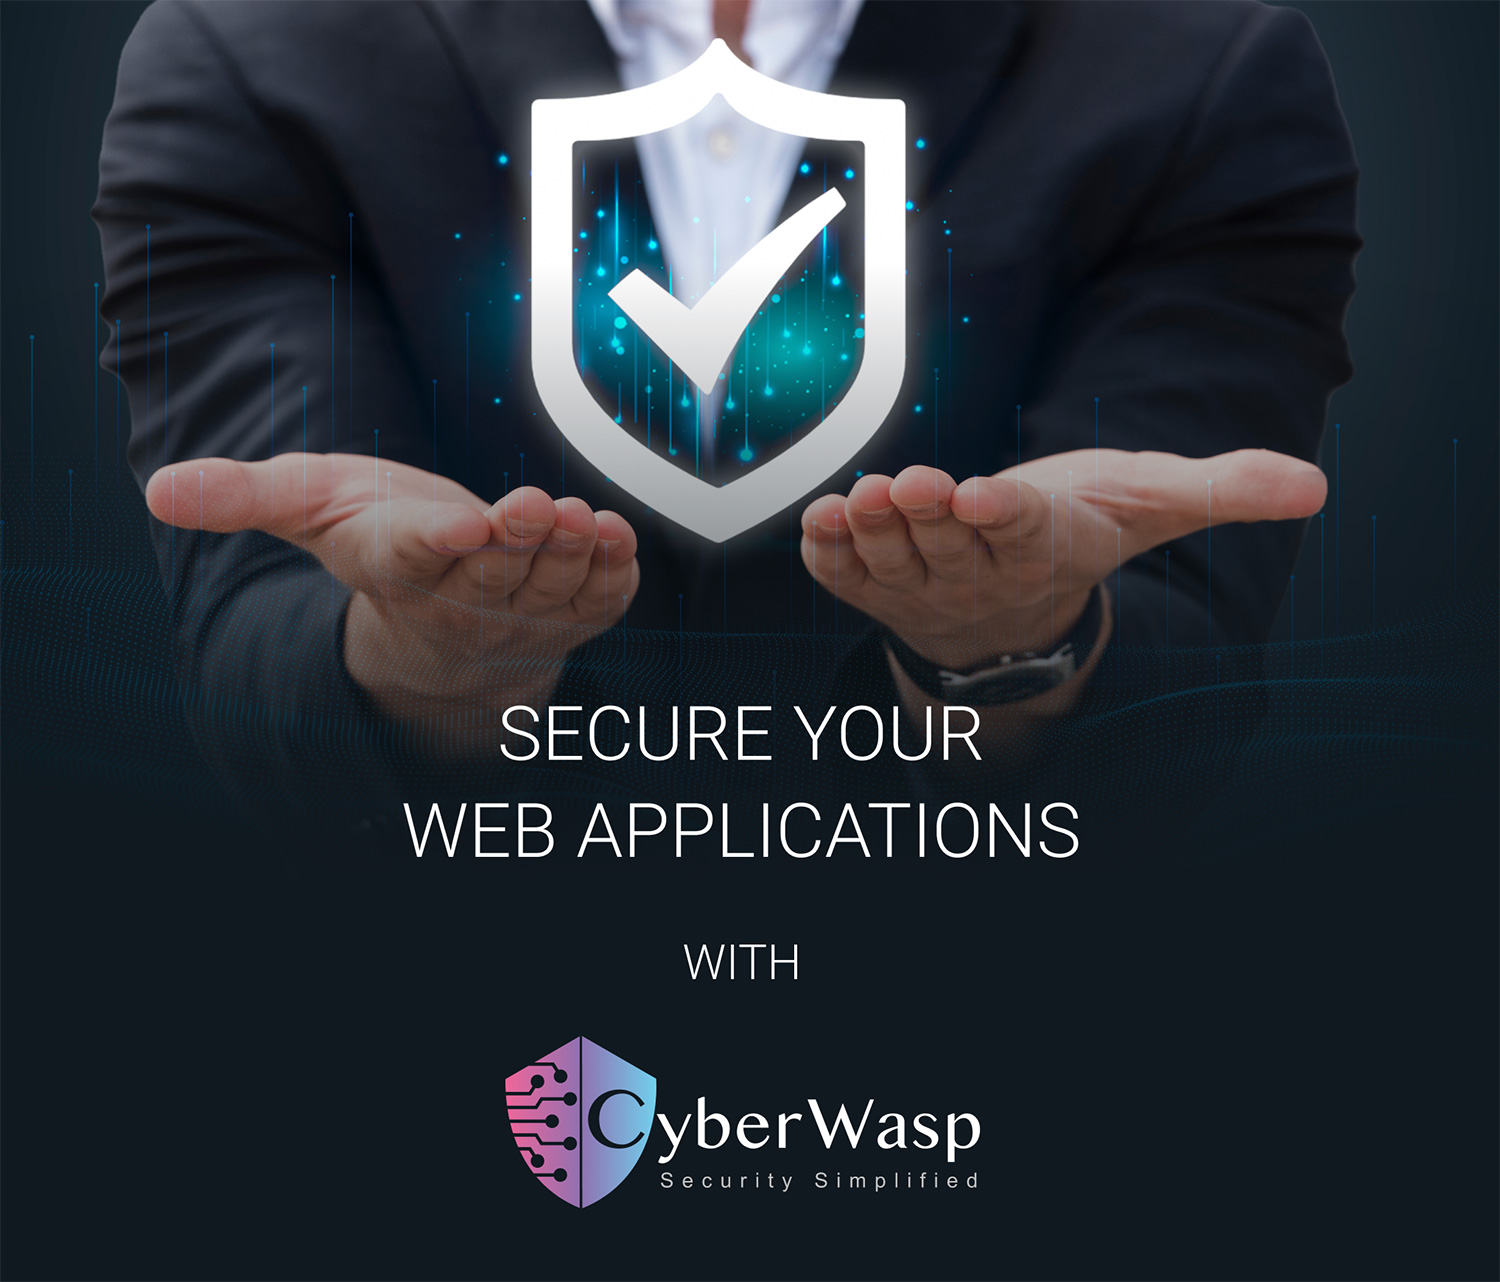 SECURE YOUR
WEB APPLICATIONS
WITH
CyberWasp
Security Simplified